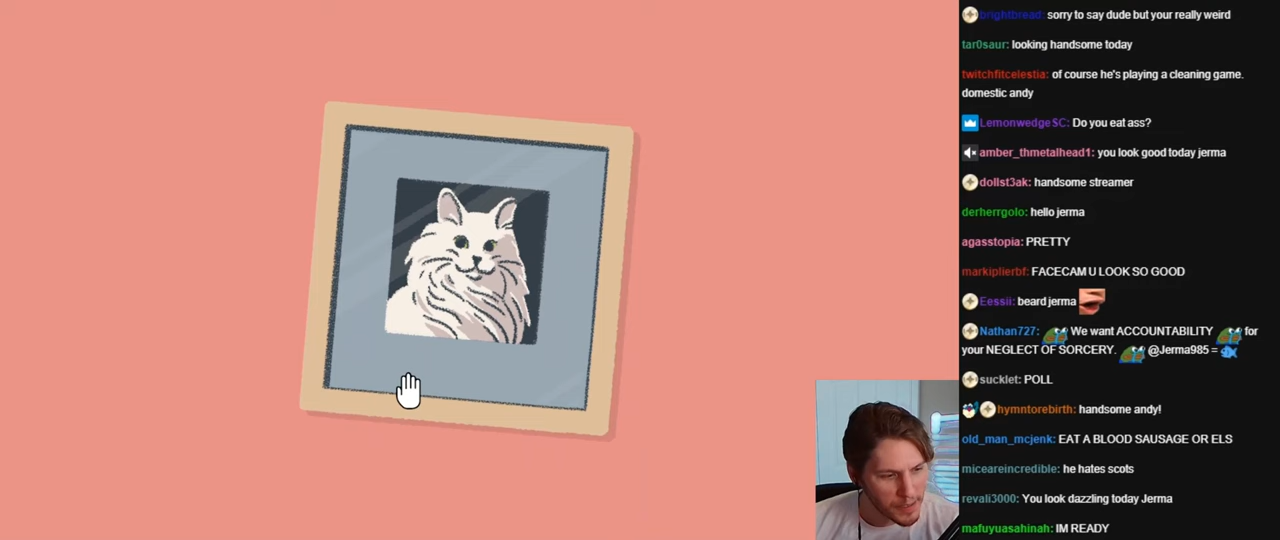 brightbread: sorry to say dude but your really weird
tar0saur: looking handsome today
twitchfitcelestia: of course he's playing a cleaning game.
domestic andy
LemonwedgeSC: Do you eat ass?
amber_thmetalhead1: you look good today jerma
dollst3ak: handsome streamer
derherrgolo: hello jerma
agasstopia: PRETTY
markiplierbf: FACECAM U LOOK SO GOOD
Eessii: beard jerma
Nathan727: We want ACCOUNTABILITY for
your NEGLECT OF SORCERY. @Jerma985 =
sucklet: POLL
hymntorebirth: handsome andy!
old_man_mcjenk: EAT A BLOOD SAUSAGE OR ELS
miceareincredible: he hates scots
revali3000: You look dazzling today Jerma
mafuyuasahinah: IM READY